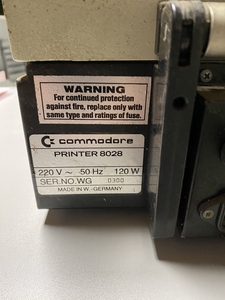 WARNING
For continued protection
against fire, replace only with
same type and ratings of fuse.
commodore
PRINTER 8028
220 V ~ 50 Hz 120 W
SER.NO.WG 0300
MADE IN W.-GERMANY